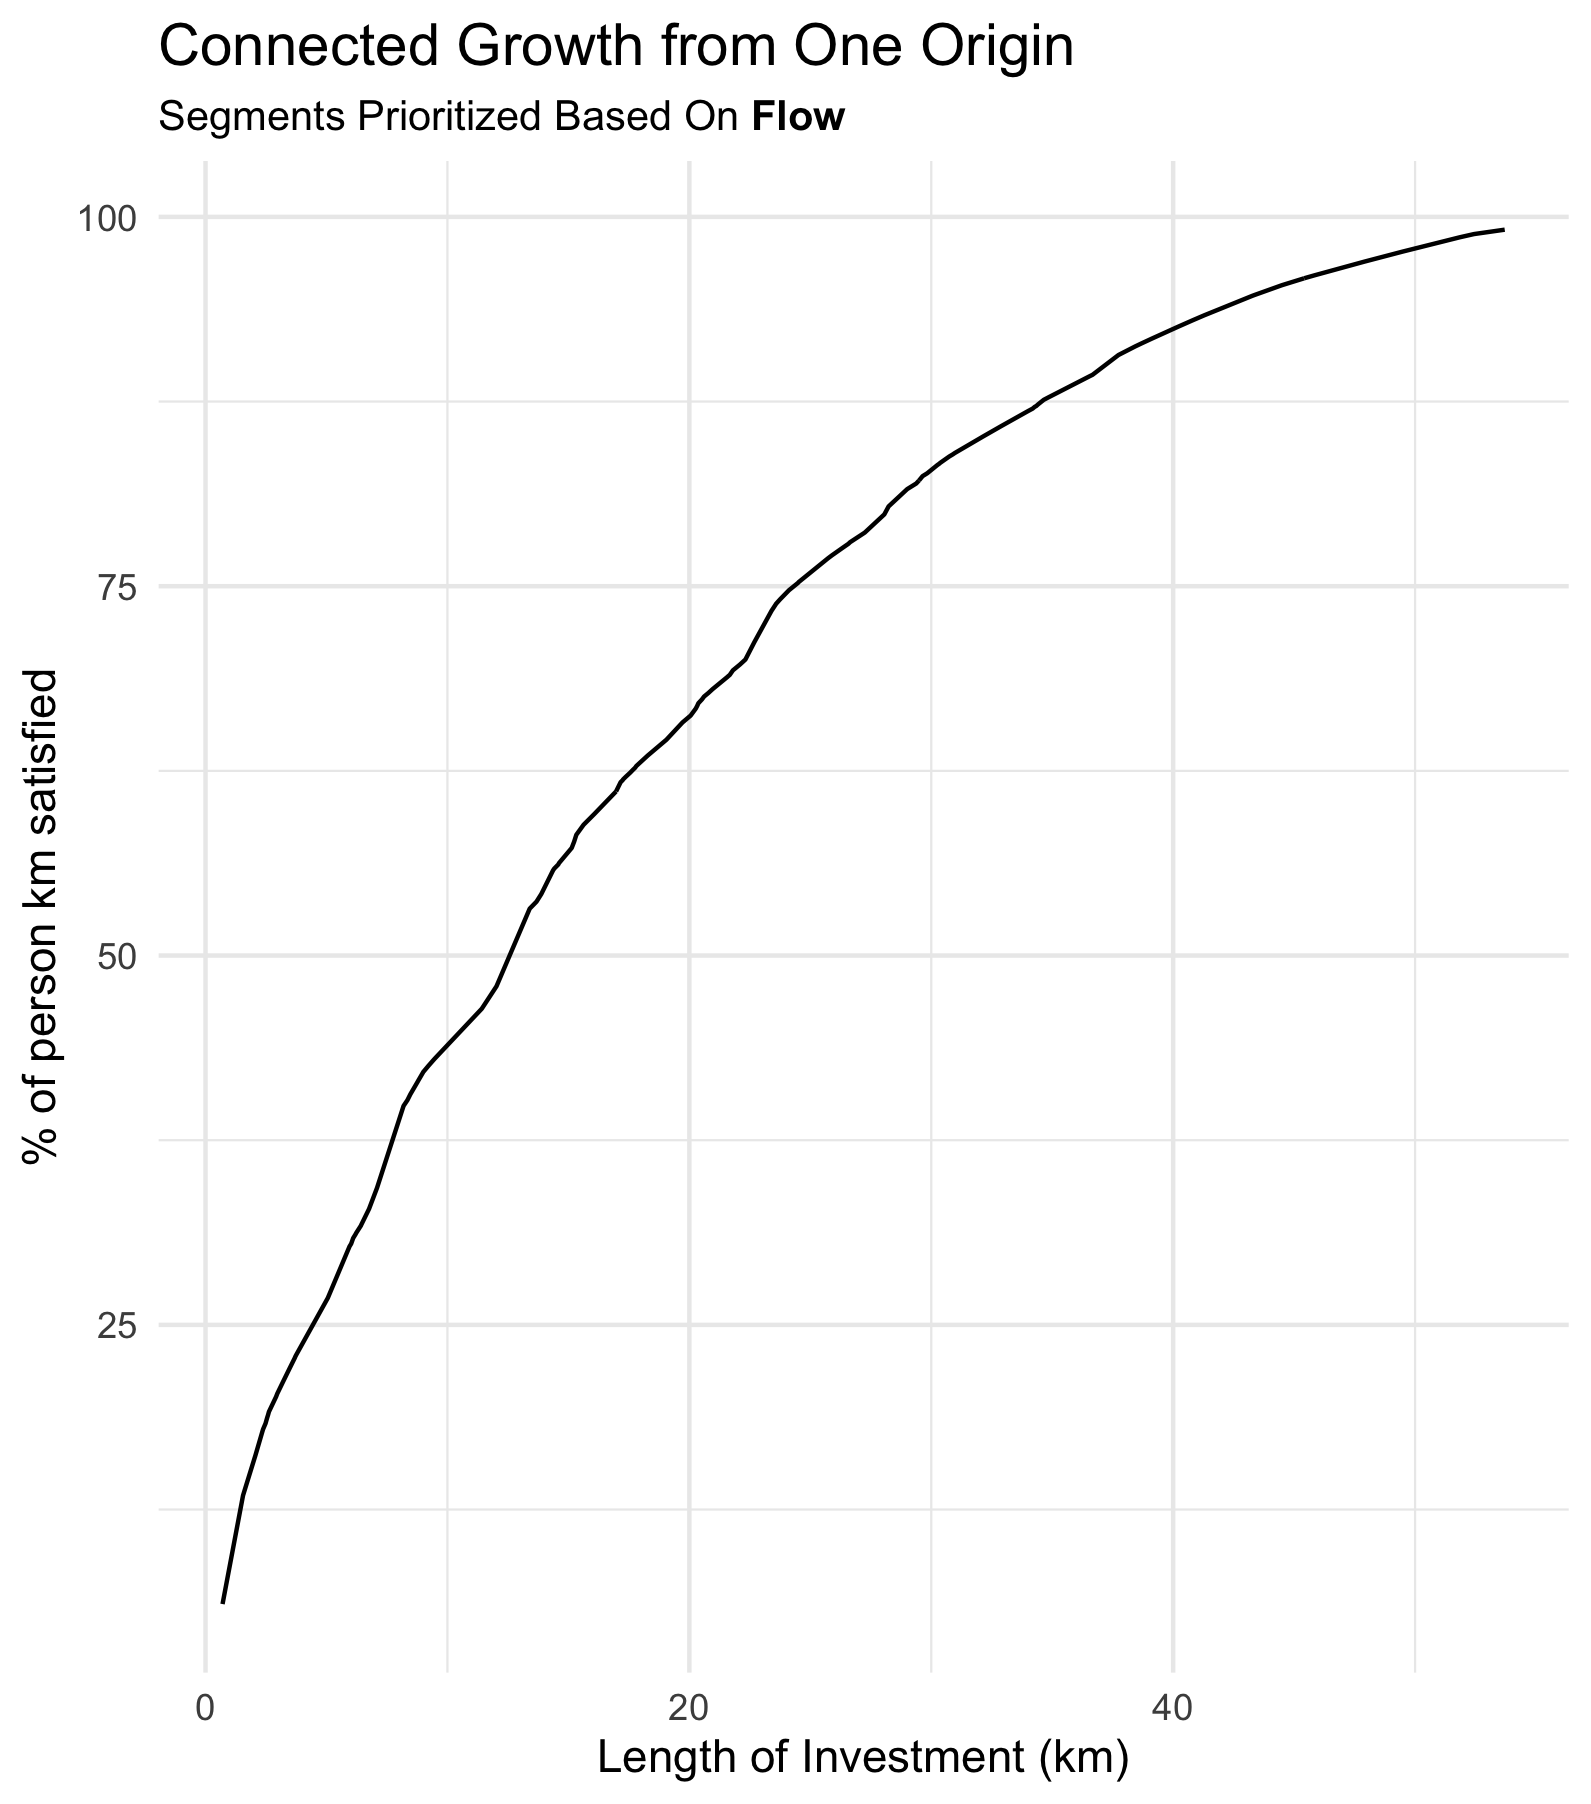 Connected Growth from One Origin
Segments Prioritized Based On Flow
100
75
50
25
% of person km satisfied
0 20 40
Length of Investment (km)